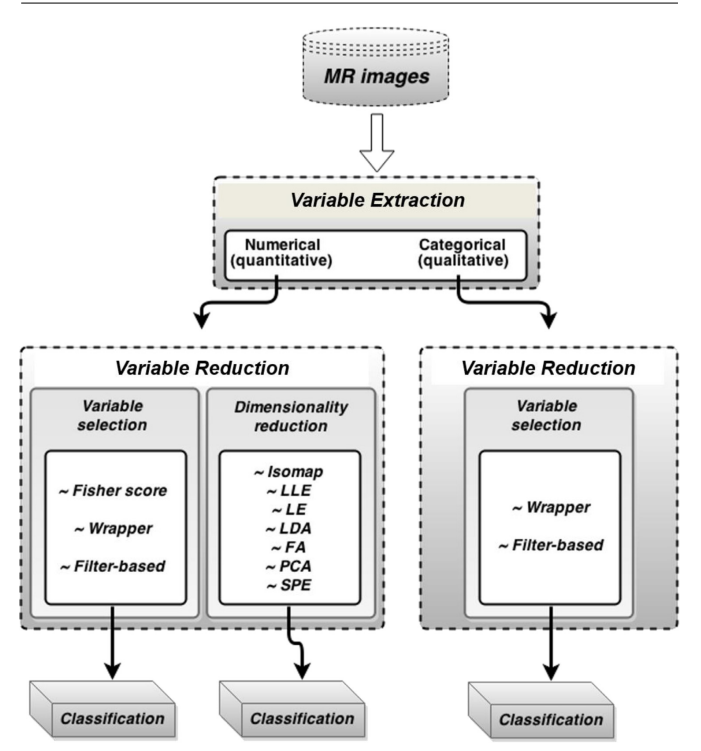 MR images
Variable Extraction
Numerical
(quantitative)
Categorical
(qualitative)
Variable Reduction
Variable
selection
~ Fisher score
~ Wrapper
~ Filter-based
Dimensionality
reduction
~ Isomap
~ LLE
~ LE
~ LDA
~ FA
~ PCA
~ SPE
Variable Reduction
Variable
selection
~ Wrapper
~ Filter-based
Classification
Classification
Classification